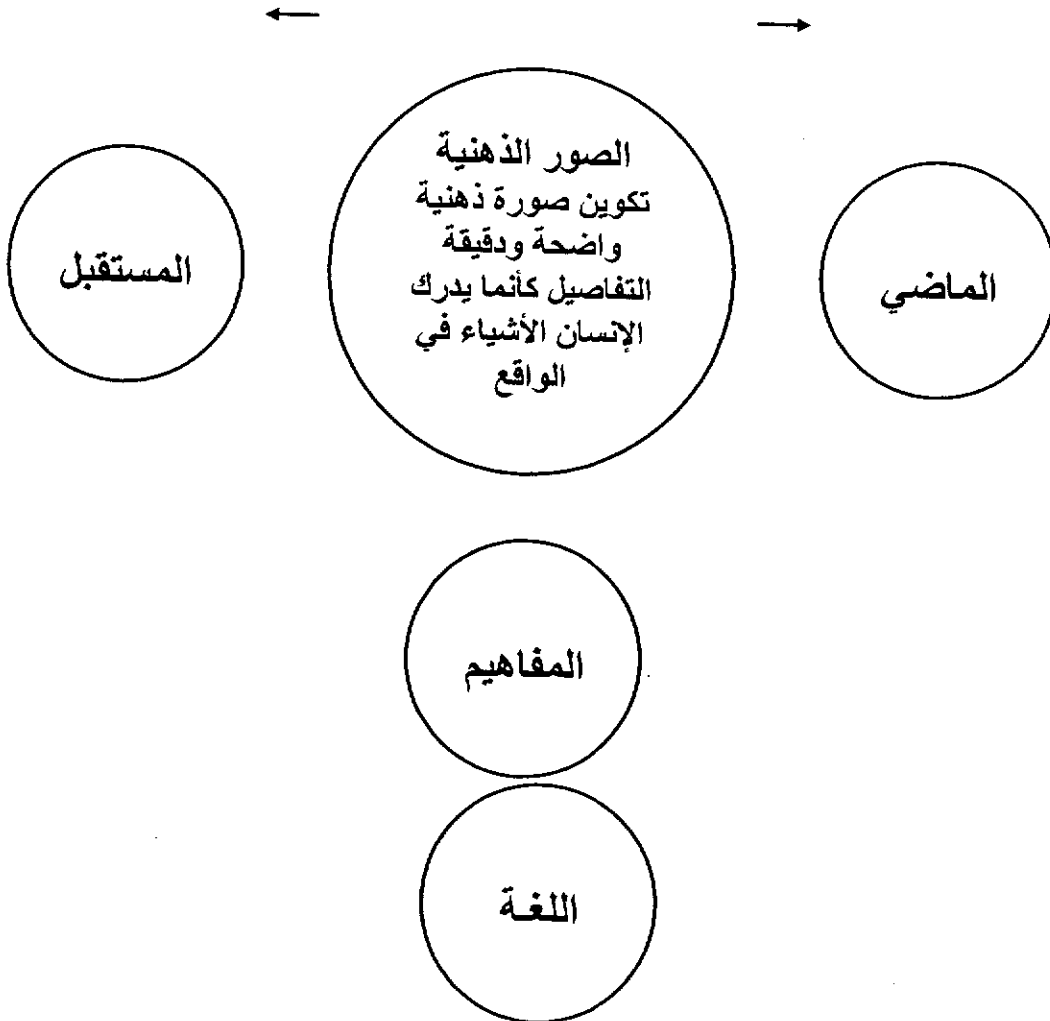 الصور الذهنية
تكوين صورة ذهنية
واضحة ودقيقة
التفاصيل كأنما يدرك
الإنسان الأشياء في
الواقع
الماضي
المستقبل
المفاهيم
اللغة